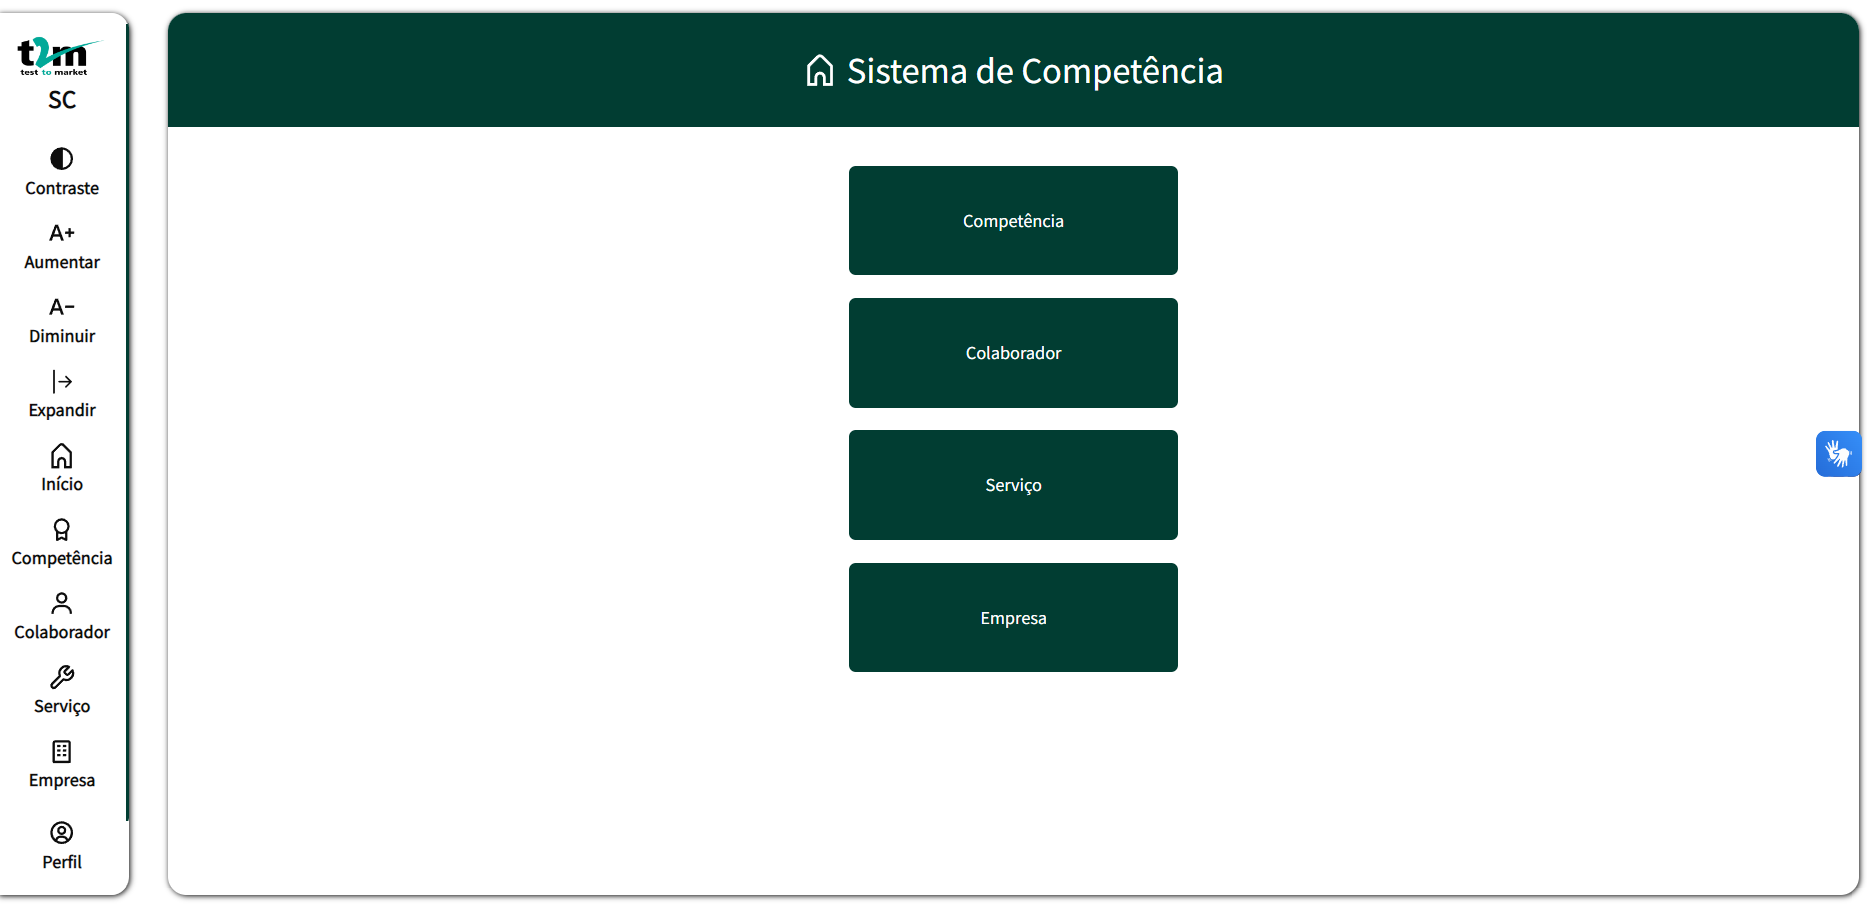 t2m
test to market
SC
Contraste
A+
Aumentar
A-
Diminuir
Expandir
Início
Competência
Colaborador
Serviço
Empresa
Perfil
Sistema de Competência
Competência
Colaborador
Serviço
Empresa